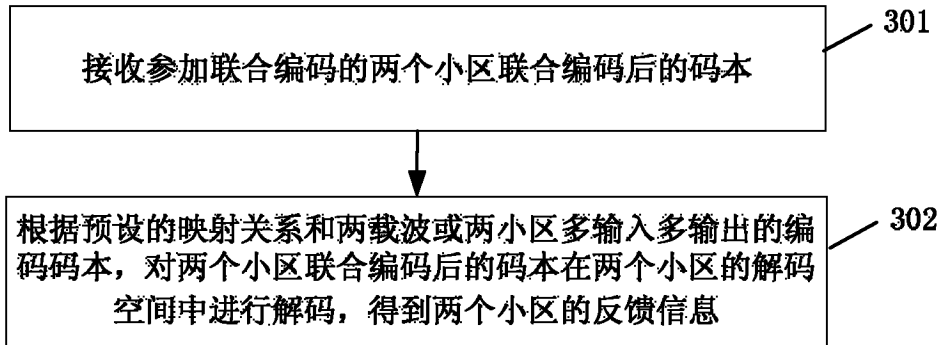 301
接收参加联合编码的两个小区联合编码后的码本
302
根据预设的映射关系和两载波或两小区多输入多输出的编
码码本，对两个小区联合编码后的码本在两个小区的解码
空间中进行解码，得到两个小区的反馈信息